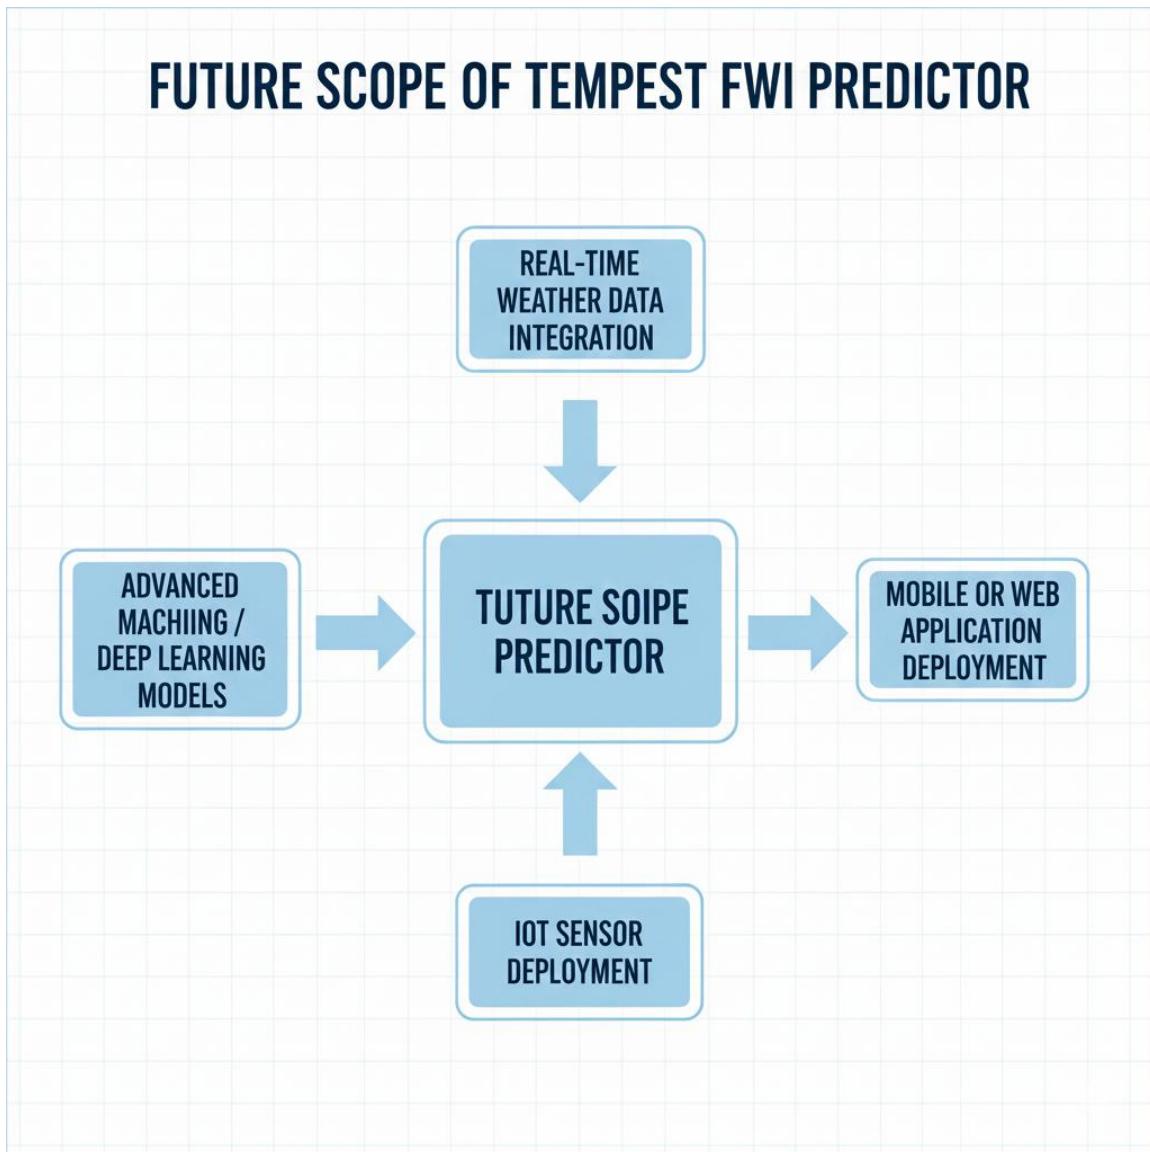 FUTURE SCOPE OF TEMPEST FWI PREDICTOR
REAL-TIME
WEATHER DATA
INTEGRATION
ADVANCED
MACHIING /
DEEP LEARNING
MODELS
TUTURE SOIPE
PREDICTOR
MOBILE OR WEB
APPLICATION
DEPLOYMENT
IOT SENSOR
DEPLOYMENT